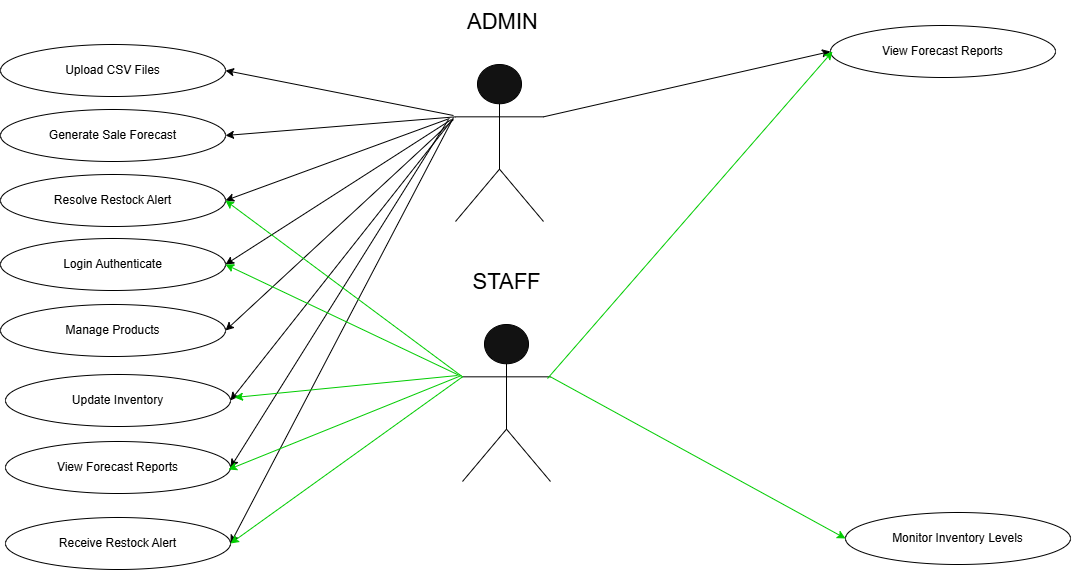 ADMIN
View Forecast Reports
Upload CSV Files
Generate Sale Forecast
Resolve Restock Alert
Login Authenticate
STAFF
Manage Products
Update Inventory
View Forecast Reports
Receive Restock Alert
Monitor Inventory Levels